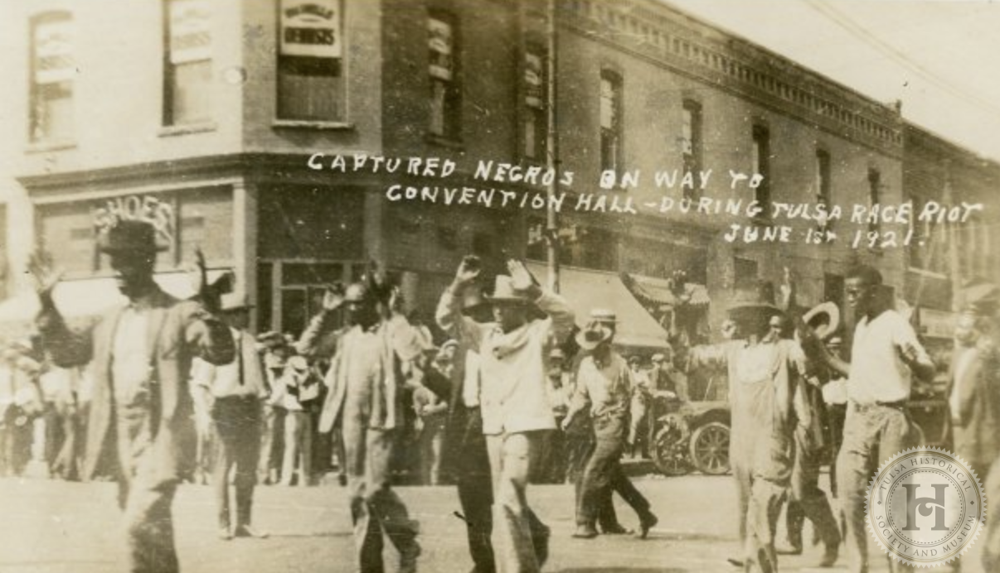 DENTISTS
SHOES
CAPTURED NEGROS ON WAY TO
CONVENTION HALL - DURING TULSA RACE RIOT
JUNE 1st 1921.
TULSA HISTORICAL
H
SOCIETY AND MUSEUM